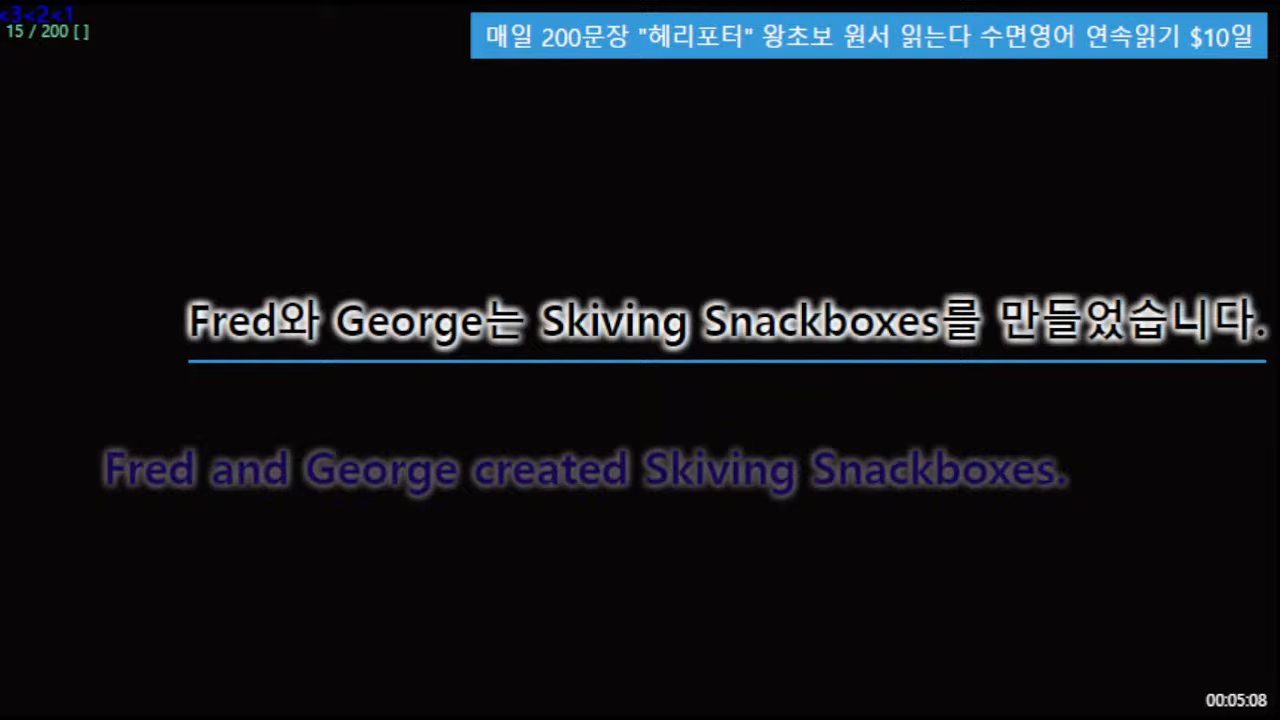 <3<2<1
15 / 200 [ ]
매일 200문장 "헤리포터" 왕초보 원서 읽는다 수면영어 연속읽기 $10일
Fred와 George는 Skiving Snackboxes를 만들었습니다.
Fred and George created Skiving Snackboxes.
00:05:08